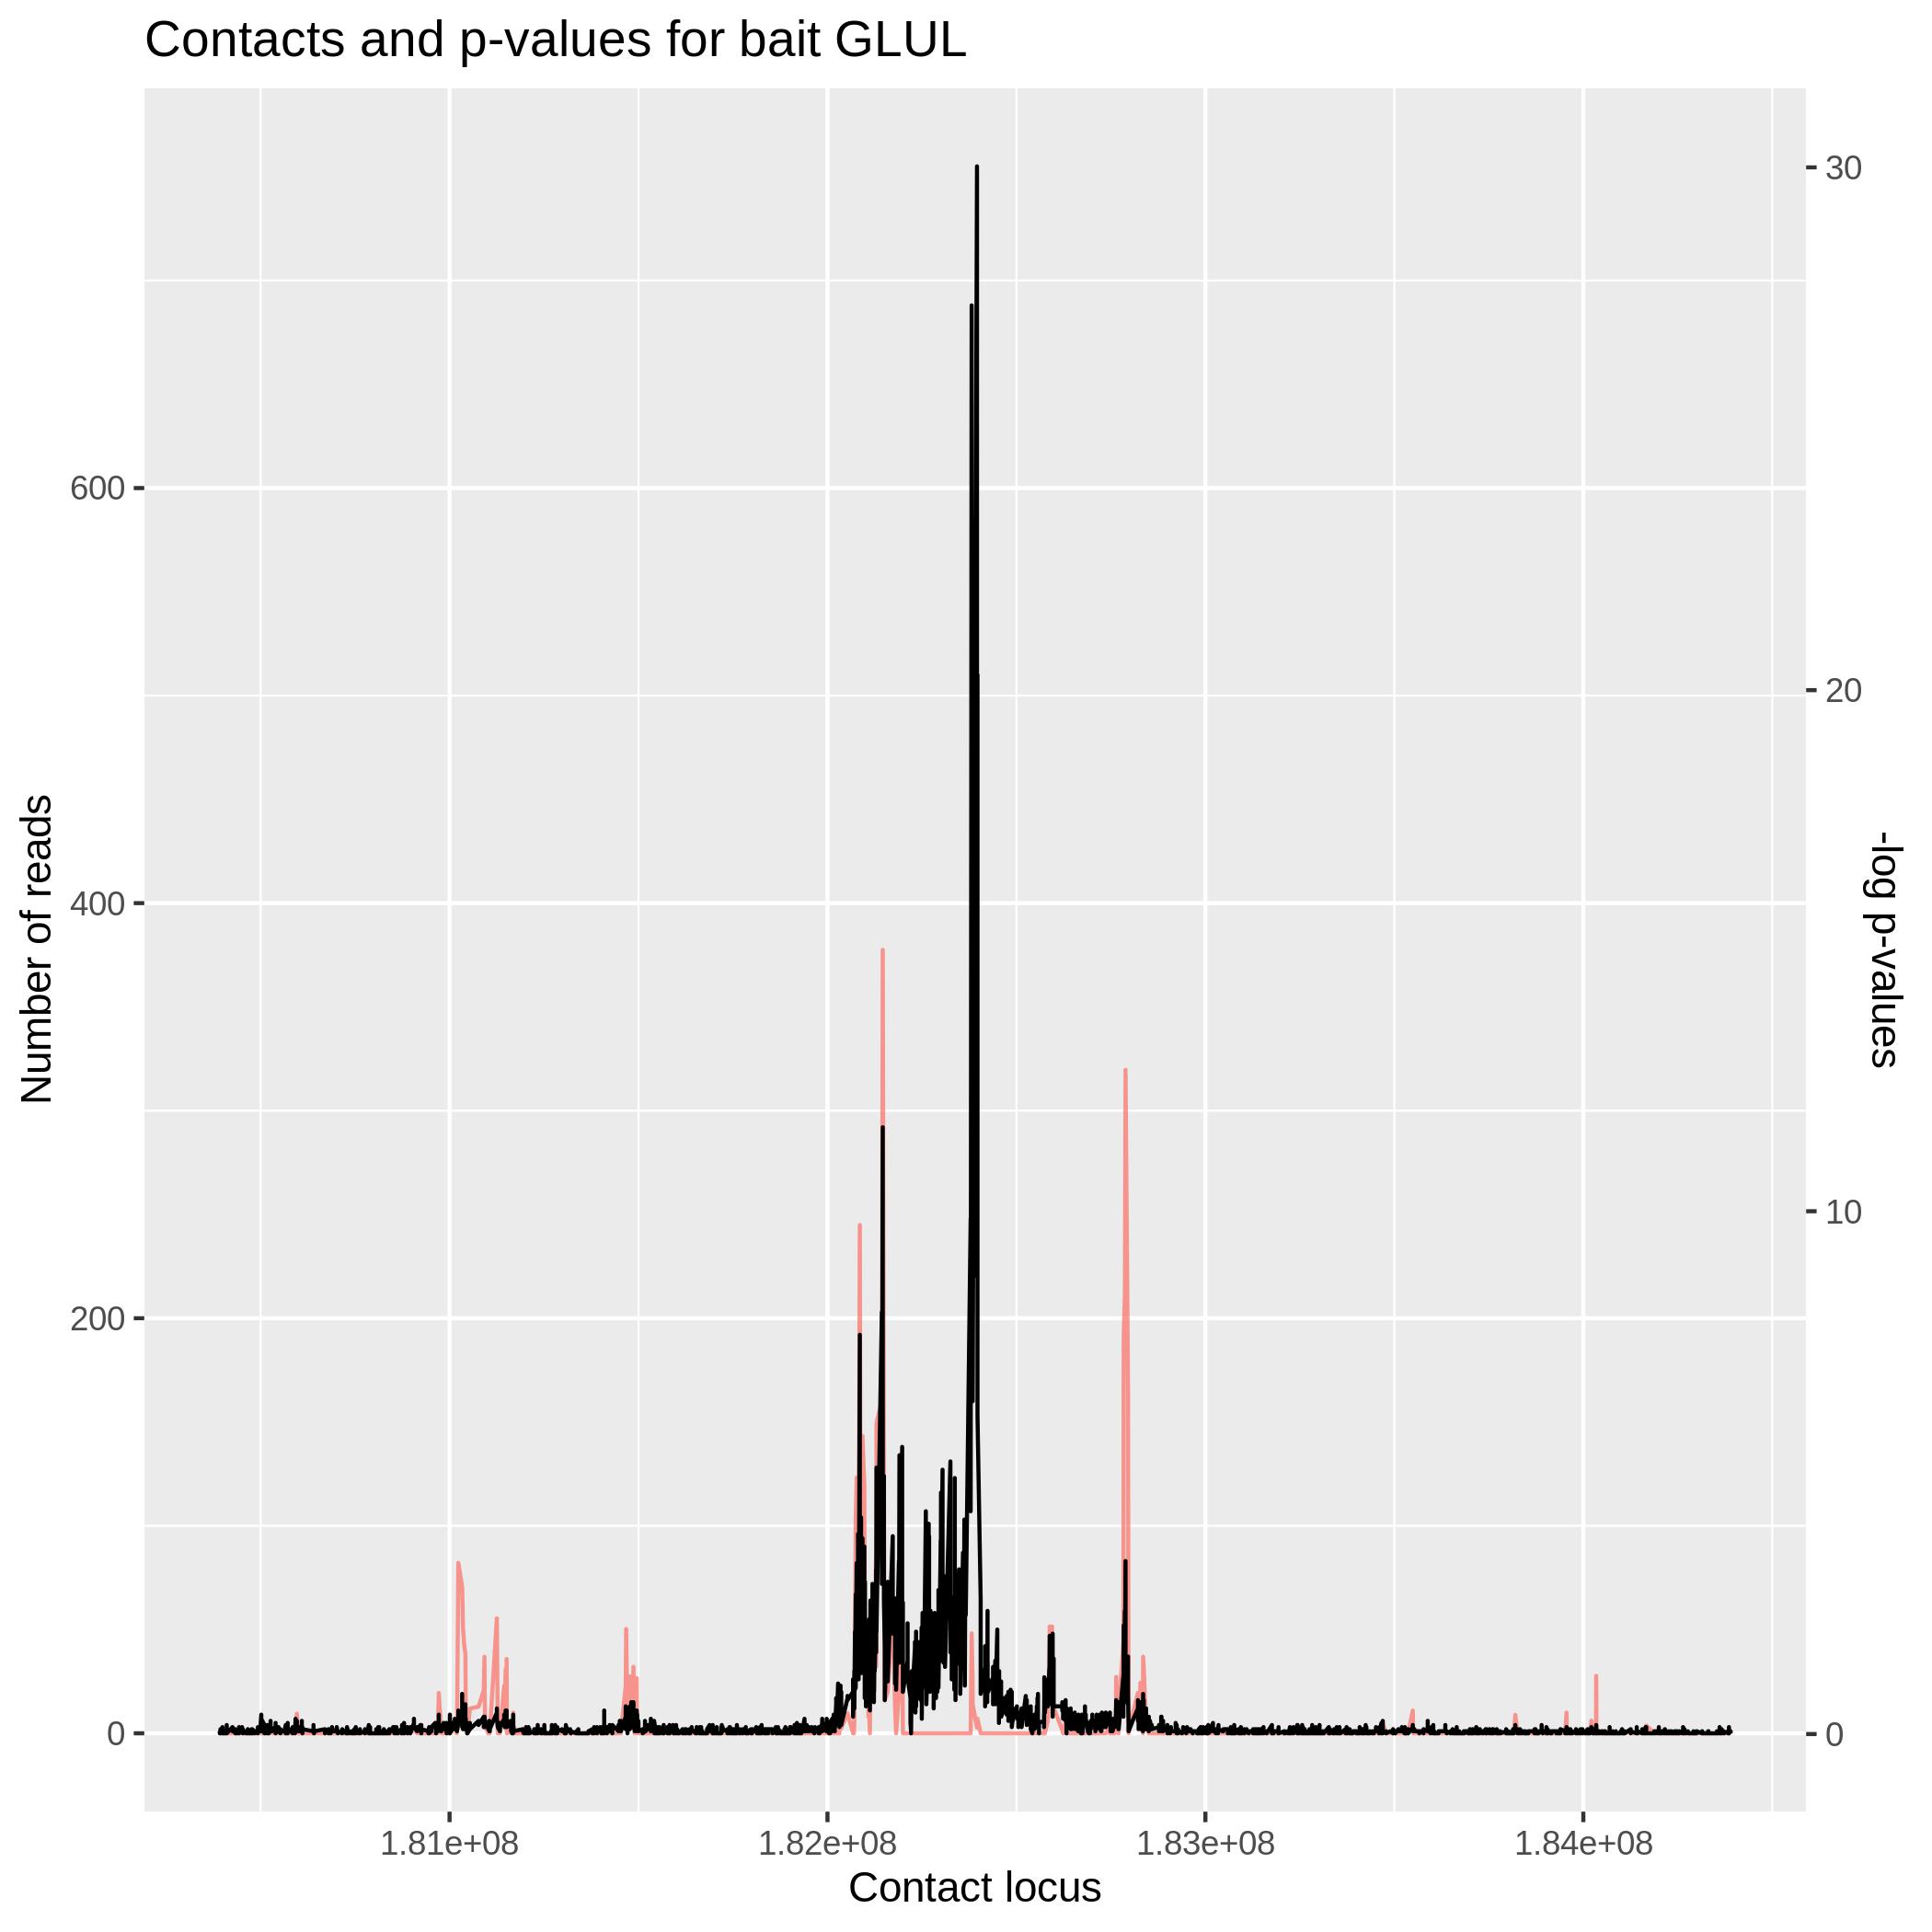 Contacts and p-values for bait GLUL
Number of reads
600
400
200
0
30
20
10
0
-log p-values
1.81e+08
1.82e+08
1.83e+08
1.84e+08
Contact locus